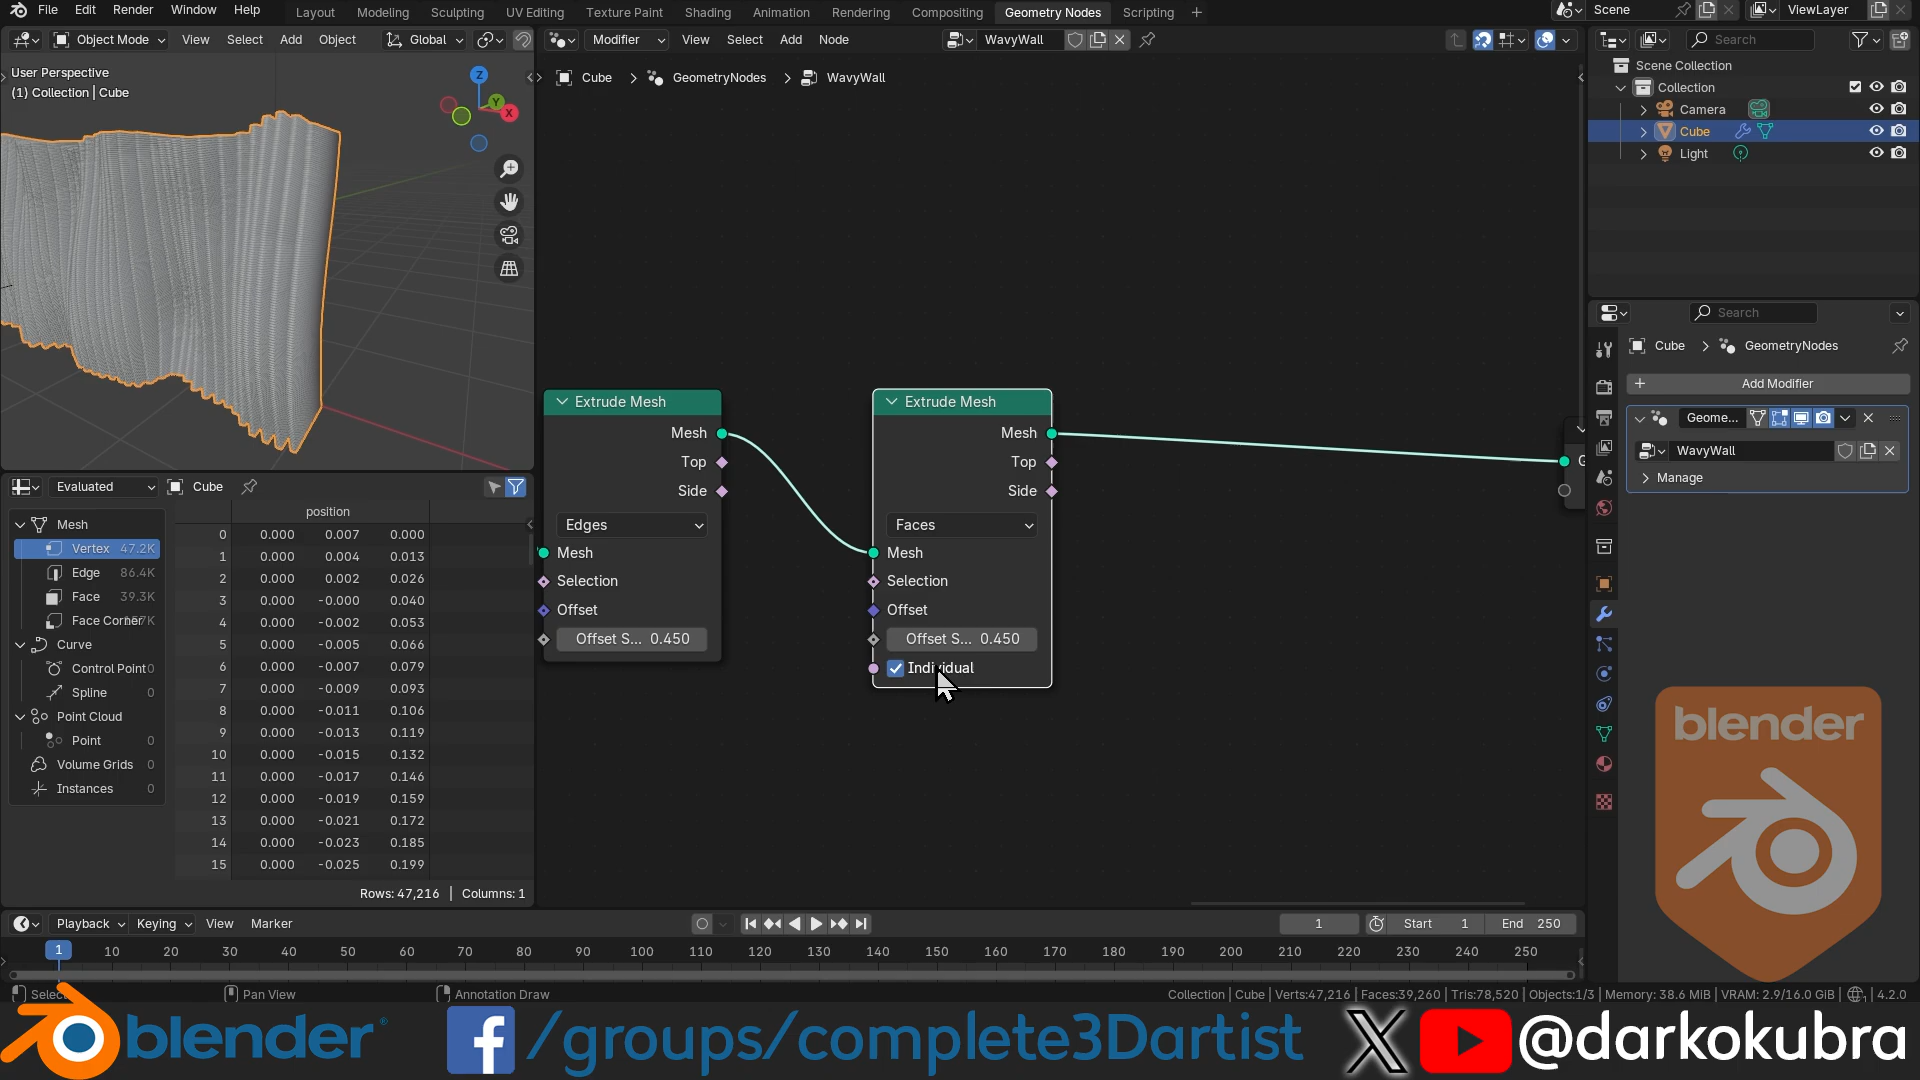 File Edit Render Window Help Layout Modeling Sculpting UV Editing Texture Paint Shading Animation Rendering Compositing Geometry Nodes Scripting + Scene ViewLayer
Object Mode View Select Add Object Global
Modifier View Select Add Node WavyWall
Search
User Perspective
(1) Collection | Cube
Z
Y
X
Cube > GeometryNodes > WavyWall
Scene Collection
Collection
Camera
Cube
Light
Extrude Mesh
Mesh
Top
Side
Edges
Mesh
Selection
Offset
Offset S... 0.450
Extrude Mesh
Mesh
Top
Side
Faces
Mesh
Selection
Offset
Offset S... 0.450
Individual
G
Search
Cube > GeometryNodes
+ Add Modifier
Geome...
WavyWall
Manage
Evaluated Cube
Mesh
Vertex 47.2K
Edge 86.4K
Face 39.3K
Face Corner
Curve
Control Point 0
Spline 0
Point Cloud
Point 0
Volume Grids 0
Instances 0
position
0 0.000 0.007 0.000
1 0.000 0.004 0.013
2 0.000 0.002 0.026
3 0.000 -0.000 0.040
4 0.000 -0.002 0.053
5 0.000 -0.005 0.066
6 0.000 -0.007 0.079
7 0.000 -0.009 0.093
8 0.000 -0.011 0.106
9 0.000 -0.013 0.119
10 0.000 -0.015 0.132
11 0.000 -0.017 0.146
12 0.000 -0.019 0.159
13 0.000 -0.021 0.172
14 0.000 -0.023 0.185
15 0.000 -0.025 0.199
Rows: 47,216 | Columns: 1
blender
Playback Keying View Marker 1 Start 1 End 250
1 10 20 30 40 50 60 70 80 90 100 110 120 130 140 150 160 170 180 190 200 210 220 230 240 250
Select Pan View Annotation Draw Collection | Cube | Verts:47,216 | Faces:39,260 | Tris:78,520 | Objects:1/3 | Memory: 38.6 MiB | VRAM: 2.9/16.0 GiB | 4.2.0
blender /groups/complete3Dartist @darkokubra